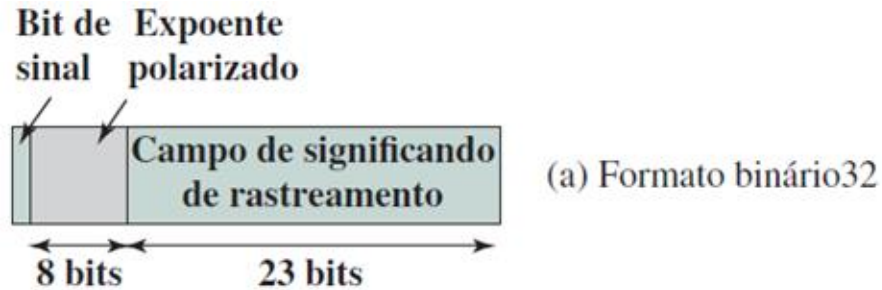 Bit de Expoente
sinal polarizado
Campo de significando
de rastreamento
(a) Formato binário32
8 bits 23 bits